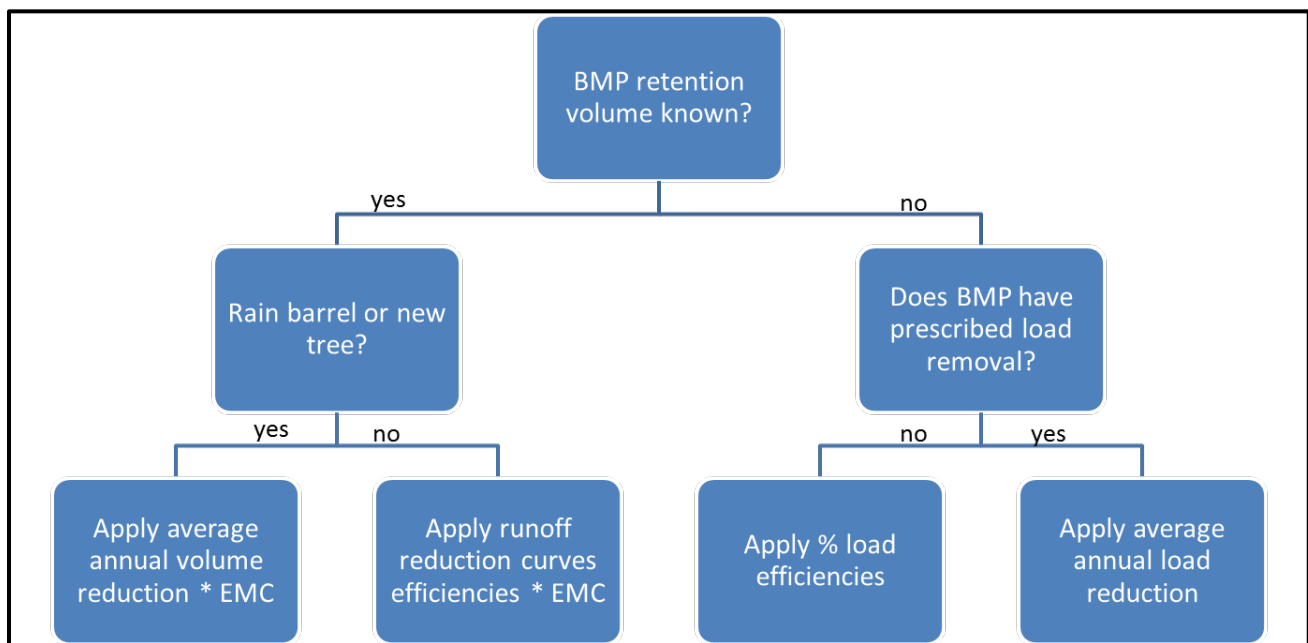 BMP retention
volume known?
yes
no
Rain barrel or new
tree?
Does BMP have
prescribed load
removal?
yes
no
no
yes
Apply average
annual volume
reduction * EMC
Apply runoff
reduction curves
efficiencies * EMC
Apply % load
efficiencies
Apply average
annual load
reduction